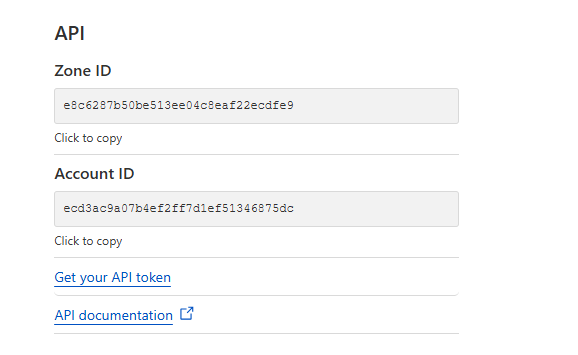 API
Zone ID
e8c6287b50be513ee04c8eaf22ecdfe9
Click to copy
Account ID
ecd3ac9a07b4ef2ff7d1ef51346875dc
Click to copy
Get your API token
API documentation